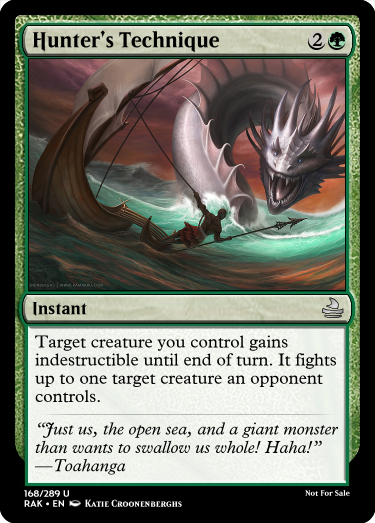 Hunter's Technique 2
Instant
Target creature you control gains
indestructible until end of turn. It fights
up to one target creature an opponent
controls.
“Just us, the open sea, and a giant monster
than wants to swallow us whole! Haha!”
—Toahanga
168/289 U
RAK • EN Katie Croonenberghs
Not For Sale